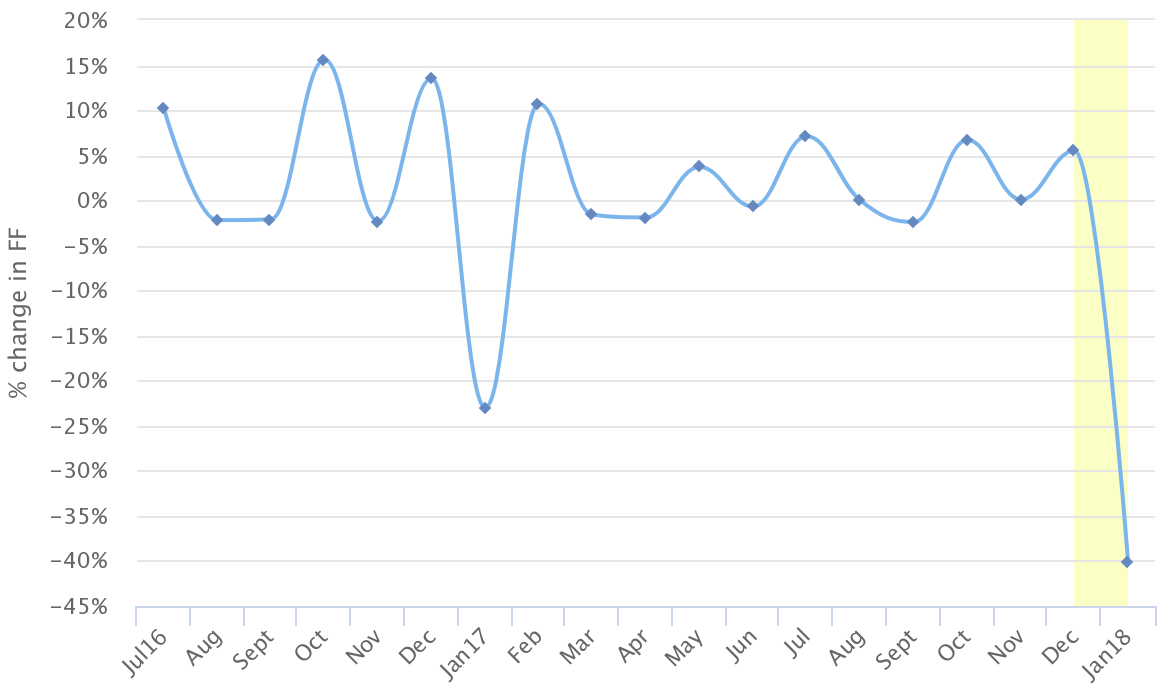 20%
15%
10%
5%
0%
−5%
−10%
−15%
−20%
−25%
−30%
−35%
−40%
−45%
% change in FF
Jul16
Aug
Sept
Oct
Nov
Dec
Jan17
Feb
Mar
Apr
May
Jun
Jul
Aug
Sept
Oct
Nov
Dec
Jan18